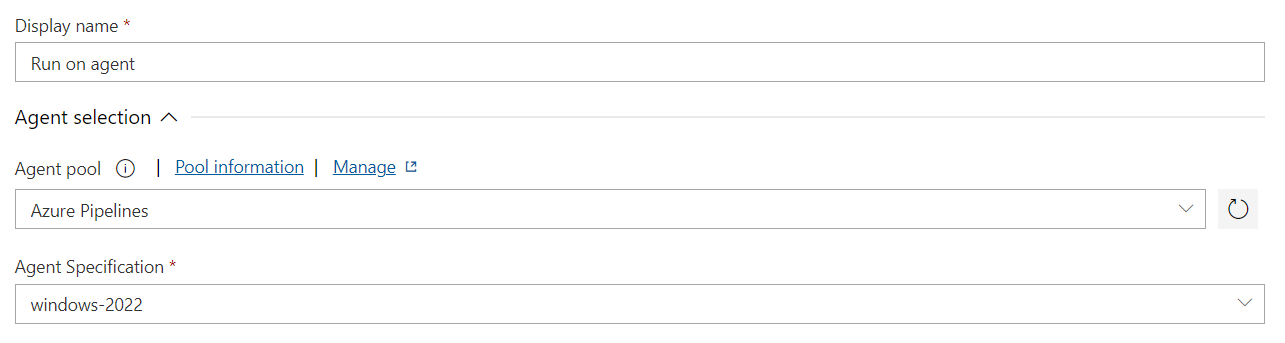 Display name *
Run on agent
Agent selection
Agent pool | Pool information | Manage
Azure Pipelines
Agent Specification *
windows-2022